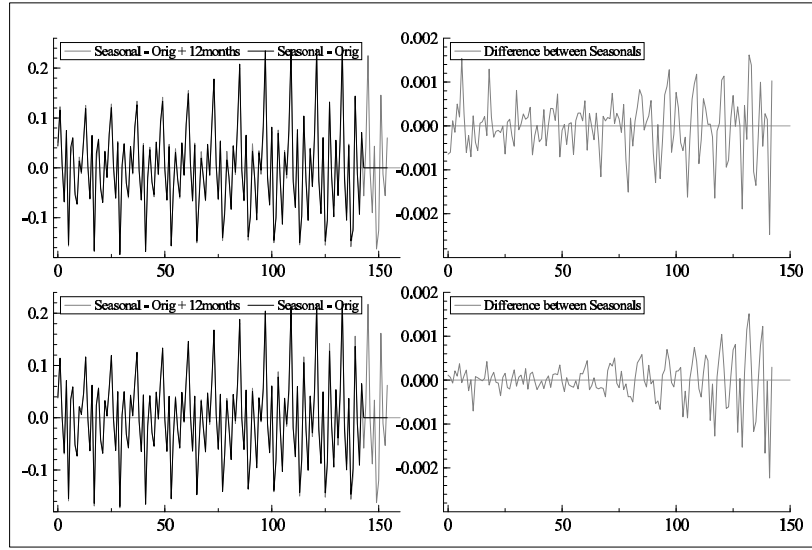 Seasonal - Orig + 12months Seasonal - Orig
0.2
0.1
0.0
-0.1
0 50 100 150
Difference between Seasonals
0.002
0.001
0.000
-0.001
-0.002
0 50 100 150
Seasonal - Orig + 12months Seasonal - Orig
0.2
0.1
0.0
-0.1
0 50 100 150
Difference between Seasonals
0.002
0.001
0.000
-0.001
-0.002
0 50 100 150